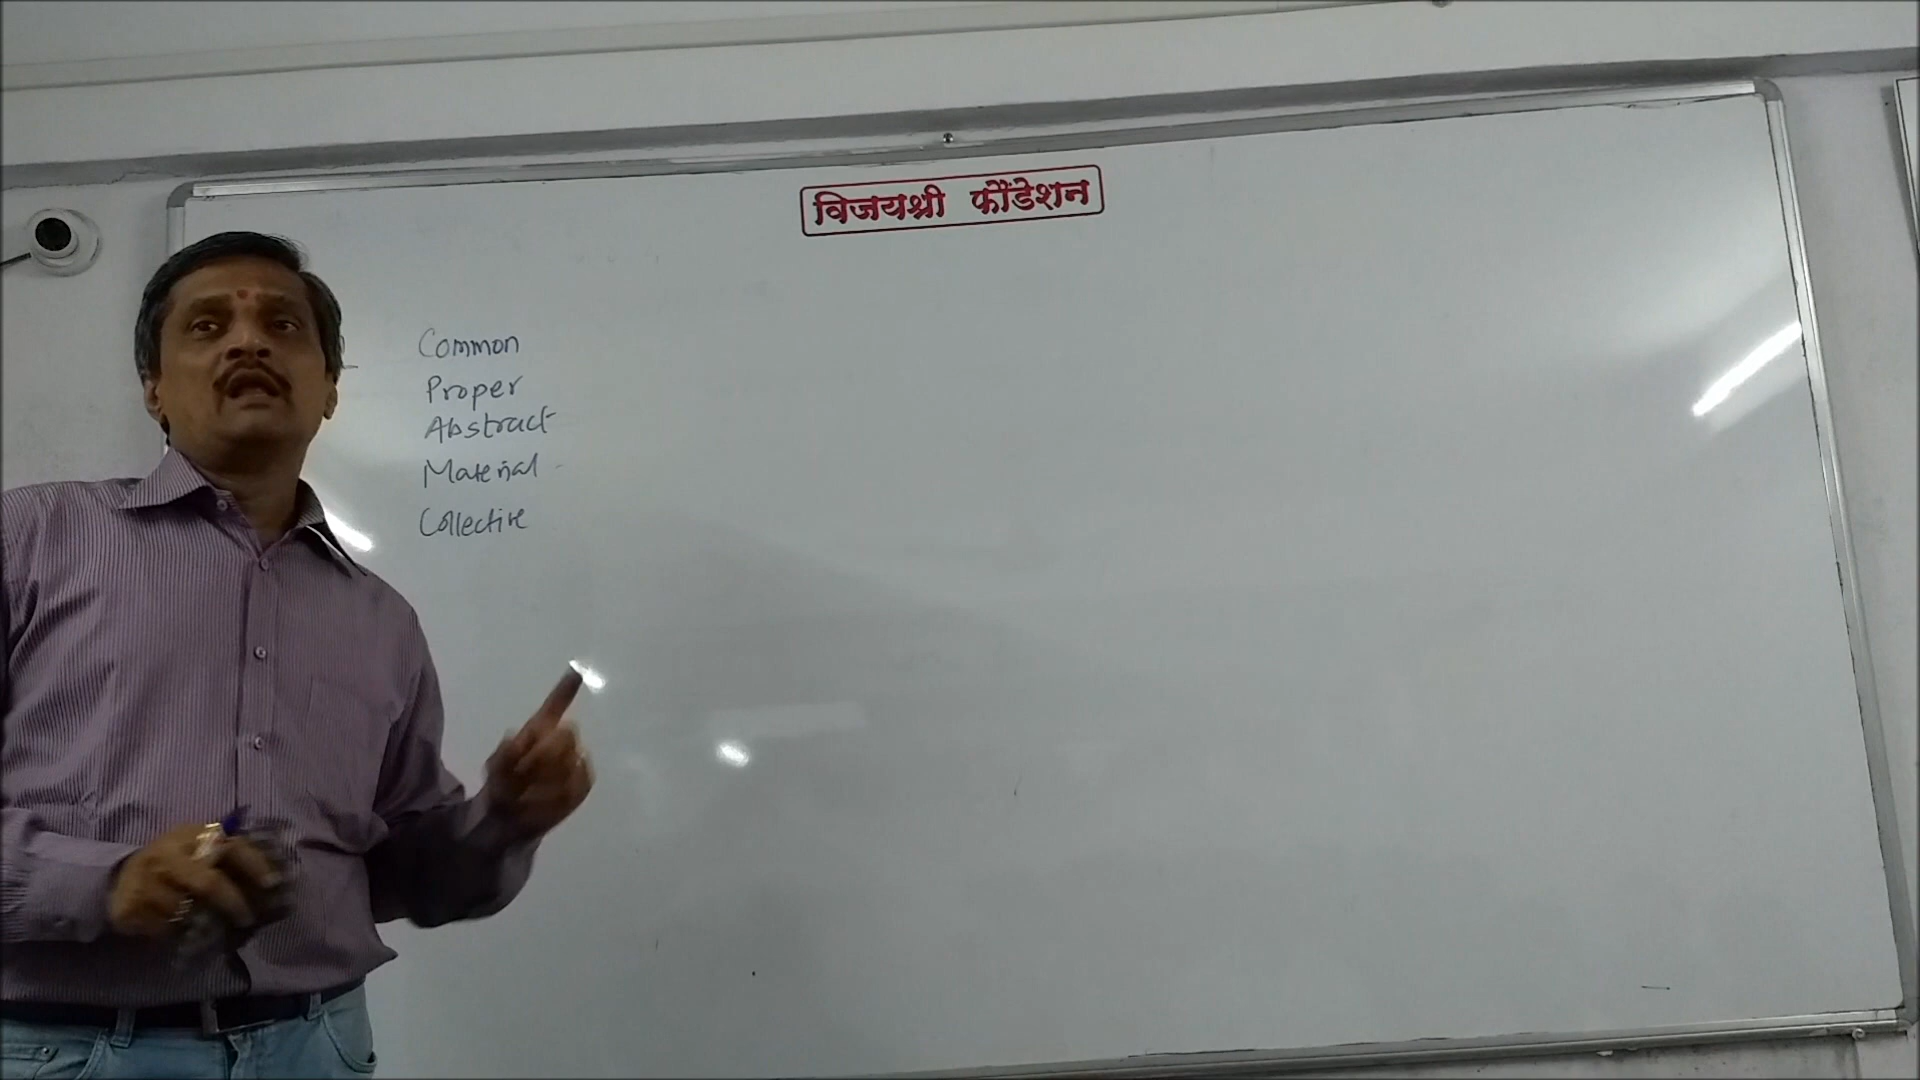 विजयश्री फौंडेशन
Common
Proper
Abstract
Material
Collective